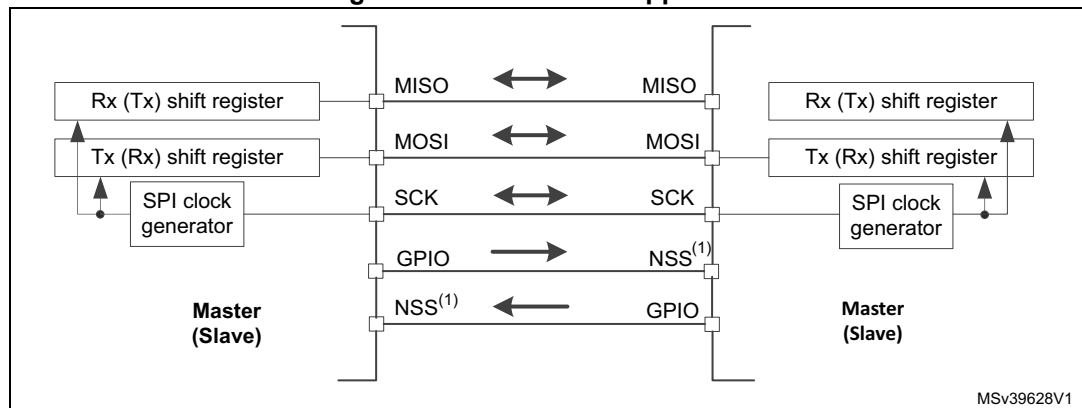 Rx (Tx) shift register
Tx (Rx) shift register
SPI clock
generator
Master
(Slave)
MISO
MISO
MOSI
MOSI
SCK
SCK
GPIO
NSS(1)
NSS(1)
GPIO
Rx (Tx) shift register
Tx (Rx) shift register
SPI clock
generator
Master
(Slave)
MSv39628V1